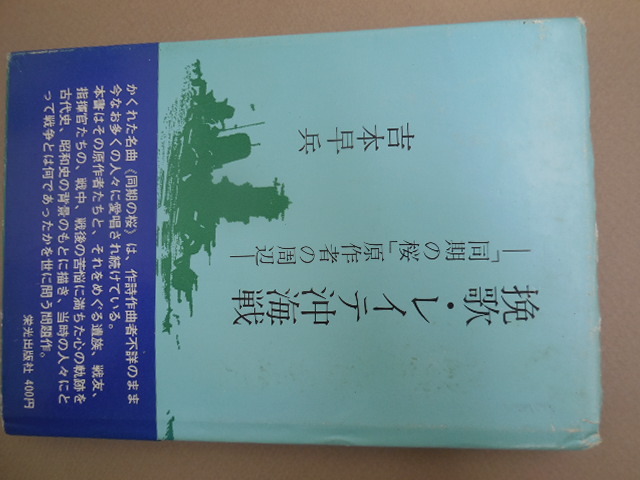 挽歌・レイテ沖海戦
―「同期の桜」原作者の周辺―
吉本早兵
かくれた名曲《同期の桜》は、作詩作曲者不詳のまま
今なお多くの人々に愛唱され続けている。
本書はその原作者たちと、それをめぐる遺族、戦友、
指揮官たちの、戦中、戦後の苦悩に満ちた心の軌跡を
古代史、昭和史の背景のもとに描き、当時の人々にと
って戦争とは何であったかを世に問う問題作。
栄光出版社 400円